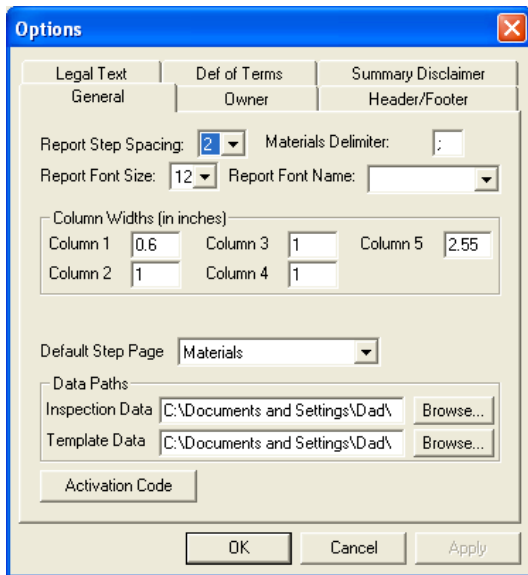 Options
Legal Text Def of Terms Summary Disclaimer
General Owner Header/Footer
Report Step Spacing: 2 Materials Delimiter: ;
Report Font Size: 12 Report Font Name:
Column Widths (in inches)
Column 1 0.6 Column 3 1 Column 5 2.55
Column 2 1 Column 4 1
Default Step Page Materials
Data Paths
Inspection Data C:\Documents and Settings\Dad\ Browse...
Template Data C:\Documents and Settings\Dad\ Browse...
Activation Code
OK Cancel Apply